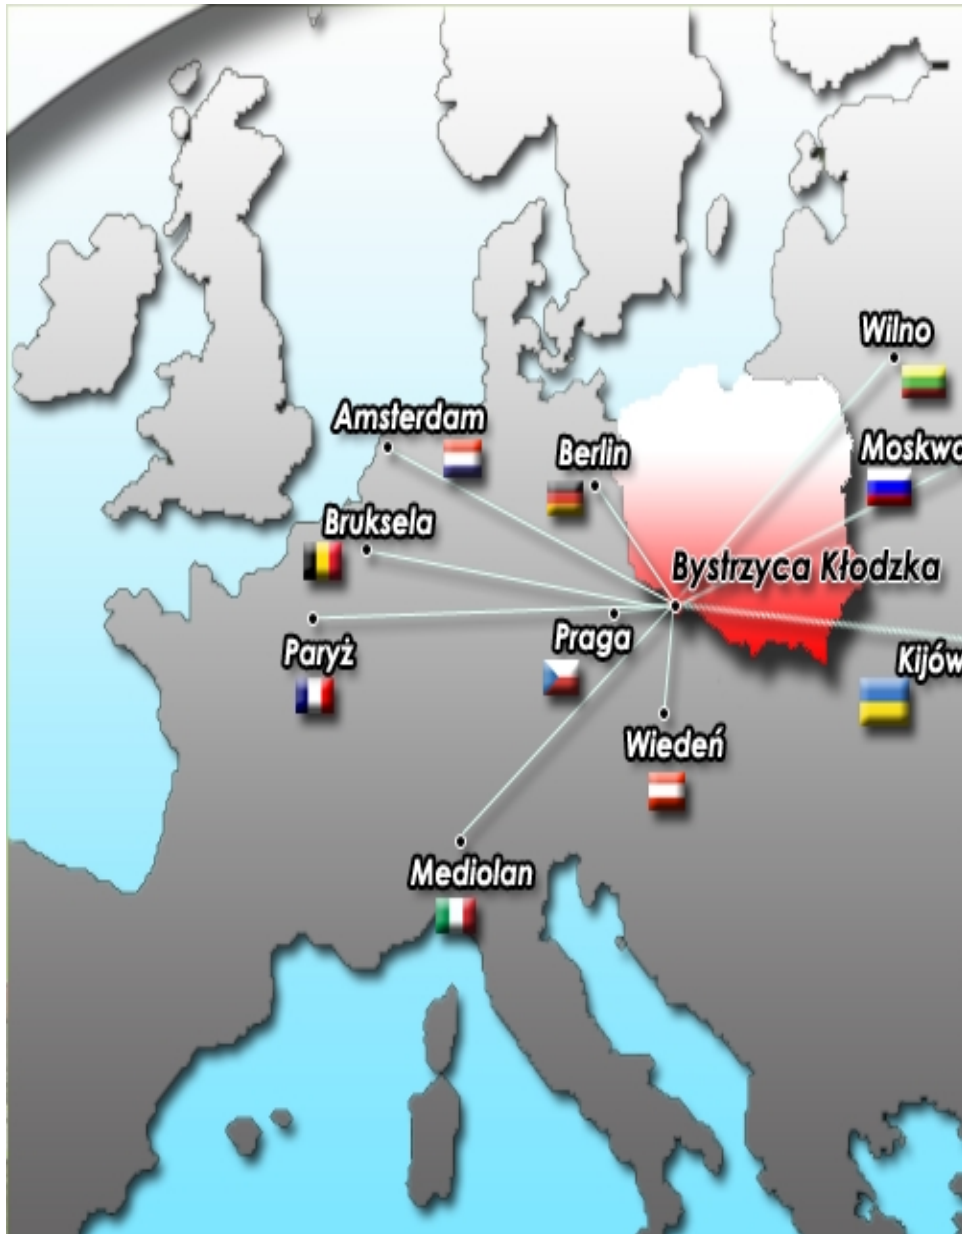 Wilno
Amsterdam
Berlin
Moskwa
Bruksela
Bystrzyca Kłodzka
Paryż
Praga
Kijów
Wiedeń
Mediolan